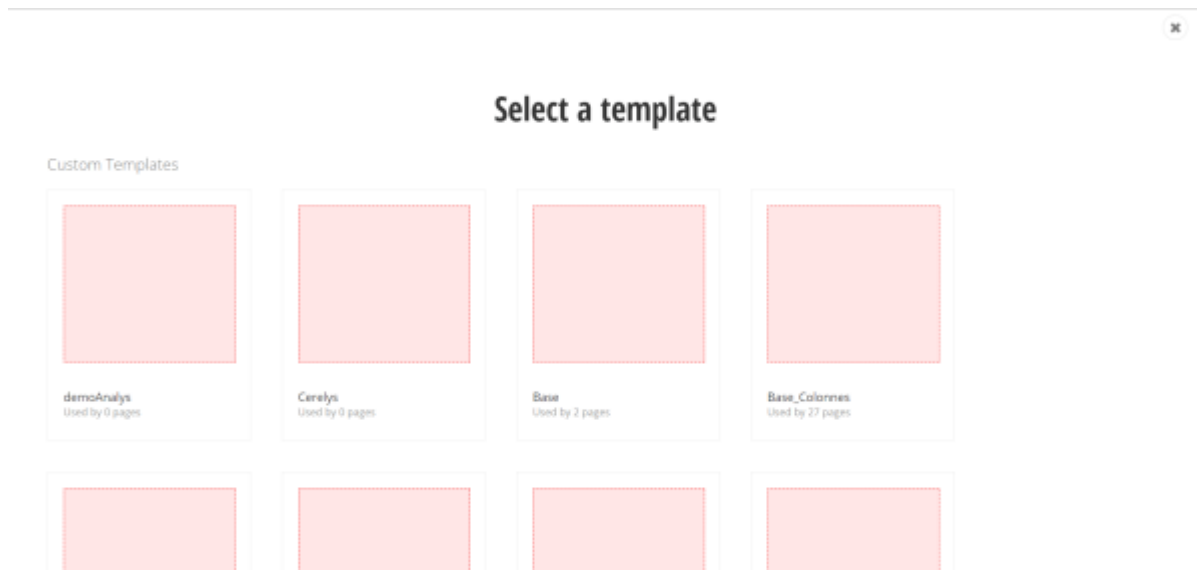 Select a template
Custom Templates
demoAnalys
Used by 0 pages
Cerelys
Used by 0 pages
Base
Used by 2 pages
Base_Colonnes
Used by 27 pages